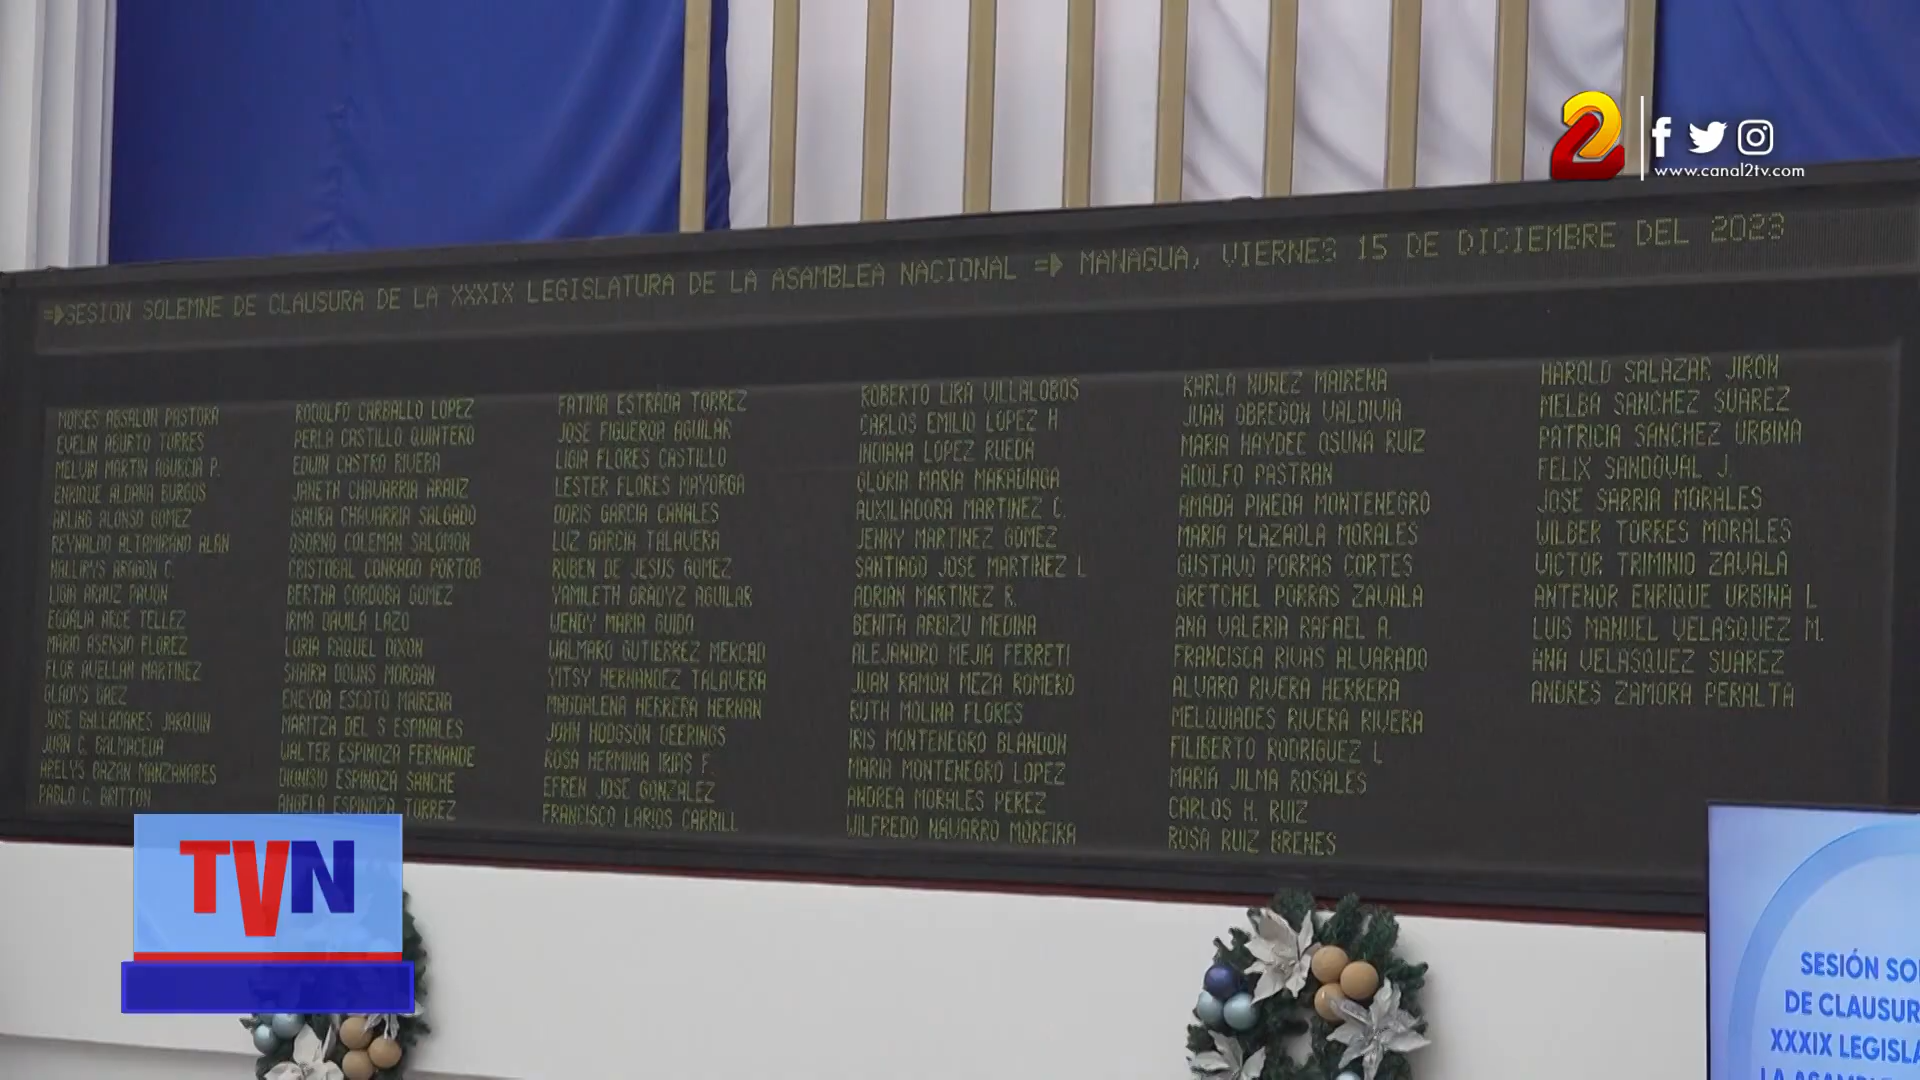 2
www.canal2tv.com
=>SESION SOLEMNE DE CLAUSURA DE LA XXXIX LEGISLATURA DE LA ASAMBLEA NACIONAL => MANAGUA, VIERNES 15 DE DICIEMBRE DEL 2023
MOISES ABSALON PASTORA
EVELIN ABURTO TORRES
MELVIN MARTIN AGURCIA P.
ENRIQUE ALDANA BURGOS
ARLING ALONSO GOMEZ
REYNALDO ALTAMIRANO ALAN
MALLIRYS ARAGON C.
LIGIA ARAUZ PAVON
EGDALIA ARCE TELLEZ
MARIO ASENSIO FLOREZ
FLOR AVELLAN MARTINEZ
GLADYS BAEZ
JOSE BALLADARES JARQUIN
JUAN C. BALMACEDA
ARELYS BAZAN MANZANARES
PABLO C. BRITTON
RODOLFO CARBALLO LOPEZ
PERLA CASTILLO QUINTERO
EDWIN CASTRO RIVERA
JANETH CHAVARRIA ARAUZ
ISAURA CHAVARRIA SALGADO
OSORNO COLEMAN SALOMON
CRISTOBAL CONRADO PORTOB
BERTHA CORDOBA GOMEZ
IRMA DAVILA LAZO
LORIA RAQUEL DIXON
SHAIRA DOWNS MORGAN
ENEYDA ESCOTO MAIRENA
MARITZA DEL S ESPINALES
WALTER ESPINOZA FERNANDE
DIONISIO ESPINOZA SANCHE
ANGELA ESPINOZA TORREZ
FATIMA ESTRADA TORREZ
JOSE FIGUEROA AGUILAR
LIGIA FLORES CASTILLO
LESTER FLORES MAYORGA
DORIS GARCIA CANALES
LUZ GARCIA TALAVERA
RUBEN DE JESUS GOMEZ
YAMILETH GRADYZ AGUILAR
WENDY MARIA GUIDO
WALMARO GUTIERREZ MERCAD
YITSY HERNANDEZ TALAVERA
MAGDALENA HERRERA HERNAN
JOHN HODGSON DEERINGS
ROSA HERMINIA IRIAS F.
EFREN JOSE GONZALEZ
FRANCISCO LARIOS CARRILL
ROBERTO LIRA VILLALOBOS
CARLOS EMILIO LOPEZ H
INDIANA LOPEZ RUEDA
GLORIA MARIA MARADIAGA
AUXILIADORA MARTINEZ C.
JENNY MARTINEZ GOMEZ
SANTIAGO JOSE MARTINEZ L
ADRIAN MARTINEZ R.
BENITA ARBIZU MEDINA
ALEJANDRO MEJIA FERRETI
JUAN RAMON MEZA ROMERO
RUTH MOLINA FLORES
IRIS MONTENEGRO BLANDON
MARIA MONTENEGRO LOPEZ
ANDREA MORALES PEREZ
WILFREDO NAVARRO MOREIRA
KARLA NUÑEZ MAIRENA
JUAN OBREGON VALDIVIA
MARIA HAYDEE OSUNA RUIZ
ADOLFO PASTRAN
AMADA PINEDA MONTENEGRO
MARIA PLAZAOLA MORALES
GUSTAVO PORRAS CORTES
GRETCHEL PORRAS ZAVALA
ANA VALERIA RAFAEL A.
FRANCISCA RIVAS ALVARADO
ALVARO RIVERA HERRERA
MELQUIADES RIVERA RIVERA
FILIBERTO RODRIGUEZ L
MARIA JILMA ROSALES
CARLOS H. RUIZ
ROSA RUIZ BRENES
HAROLD SALAZAR JIRON
MELBA SANCHEZ SUAREZ
PATRICIA SANCHEZ URBINA
FELIX SANDOVAL J.
JOSE SARRIA MORALES
WILBER TORRES MORALES
VICTOR TRIMINIO ZAVALA
ANTENOR ENRIQUE URBINA L
LUIS MANUEL VELASQUEZ M.
ANA VELASQUEZ SUAREZ
ANDRES ZAMORA PERALTA
TVN
SESIÓN SO
DE CLAUSUR
XXXIX LEGISLA